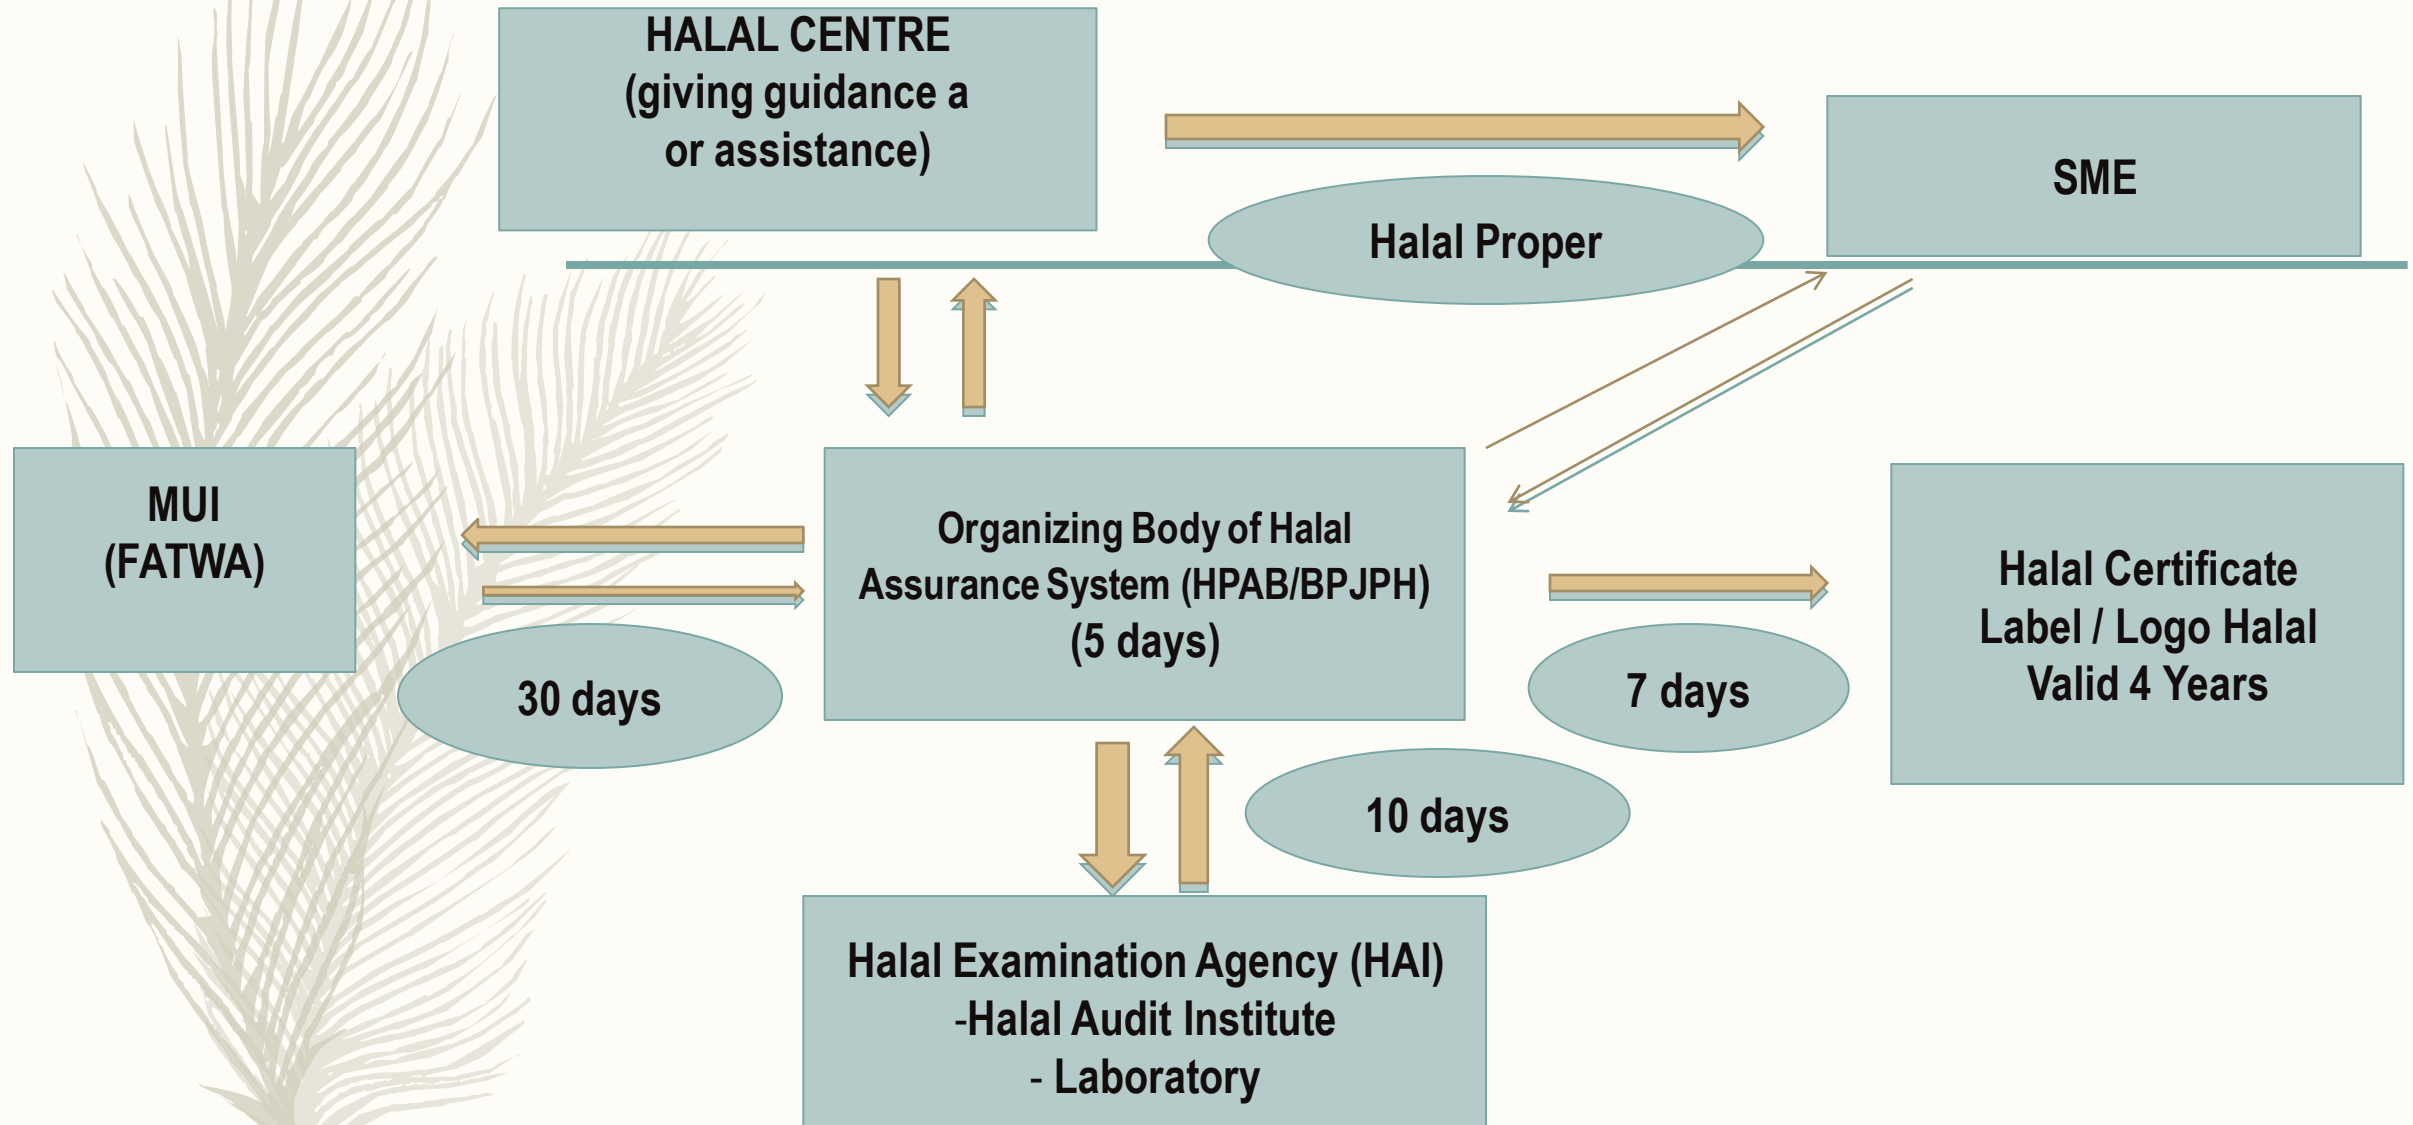 HALAL CENTRE
(giving guidance a
or assistance)
SME
Halal Proper
MUI
(FATWA)
Organizing Body of Halal
Assurance System (HPAB/BPJPH)
(5 days)
Halal Certificate
Label / Logo Halal
Valid 4 Years
30 days
7 days
10 days
Halal Examination Agency (HAI)
-Halal Audit Institute
- Laboratory